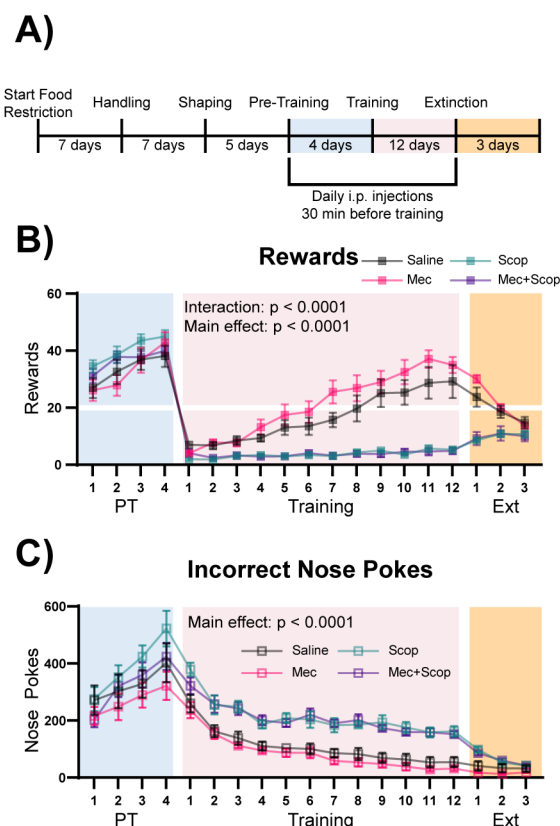 A)
Start Food
Restriction
Handling
Shaping
Pre-Training
Training
Extinction
7 days
7 days
5 days
4 days
12 days
3 days
Daily i.p. injections
30 min before training
B)
Rewards
Saline
Scop
Mec
Mec+Scop
Interaction: p < 0.0001
Main effect: p < 0.0001
Rewards
60
40
20
0
1 2 3 4 1 2 3 4 5 6 7 8 9 10 11 12 1 2 3
PT
Training
Ext
C)
Incorrect Nose Pokes
Main effect: p < 0.0001
Saline
Scop
Mec
Mec+Scop
Nose Pokes
600
400
200
0
1 2 3 4 1 2 3 4 5 6 7 8 9 10 11 12 1 2 3
PT
Training
Ext